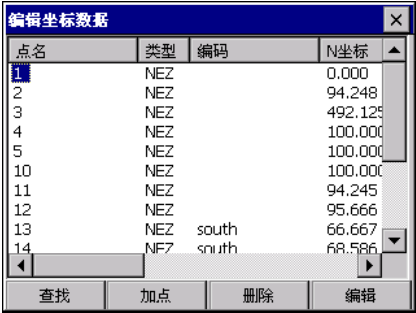 编辑坐标数据
点名 类型 编码 N坐标
1 NEZ 0.000
2 NEZ 94.248
3 NEZ 492.125
4 NEZ 100.000
5 NEZ 100.000
10 NEZ 100.000
11 NEZ 94.245
12 NEZ 95.666
13 NEZ south 66.667
14 NEZ south 68.586
查找 加点 删除 编辑